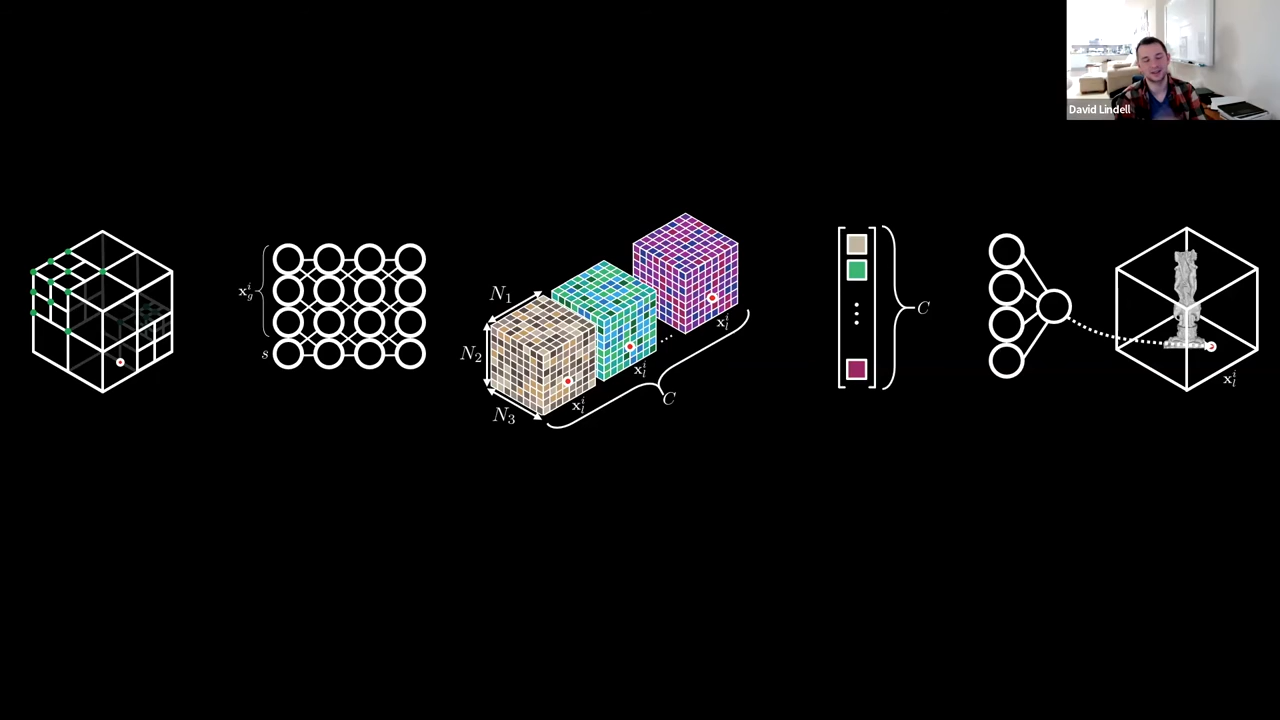 David Lindell
x_g^i
s
N_1
N_2
N_3
x_l^i
x_l^i
x_l^i
C
C
x_l^i